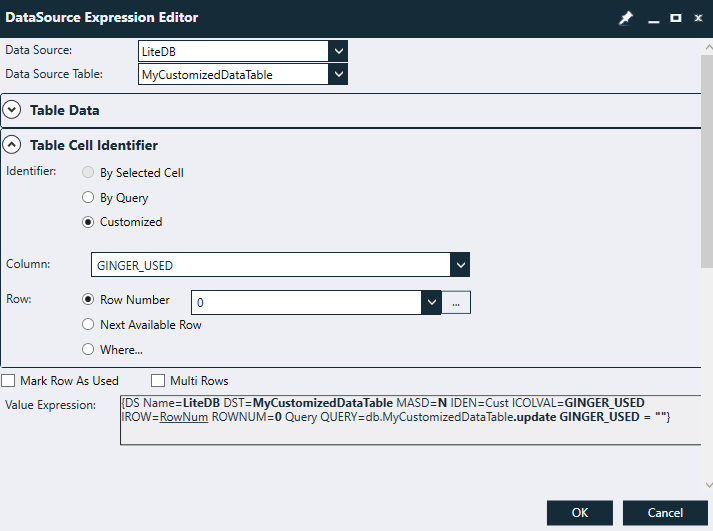 DataSource Expression Editor
Data Source: LiteDB
Data Source Table: MyCustomizedDataTable
Table Data
Table Cell Identifier
Identifier: By Selected Cell
By Query
Customized
Column: GINGER_USED
Row: Row Number 0 ...
Next Available Row
Where...
Mark Row As Used Multi Rows
Value Expression: {DS Name=LiteDB DST=MyCustomizedDataTable MASD=N IDEN=Cust ICOLVAL=GINGER_USED
IROW=RowNum ROWNUM=0 Query QUERY=db.MyCustomizedDataTable.update GINGER_USED = ""}
OK Cancel